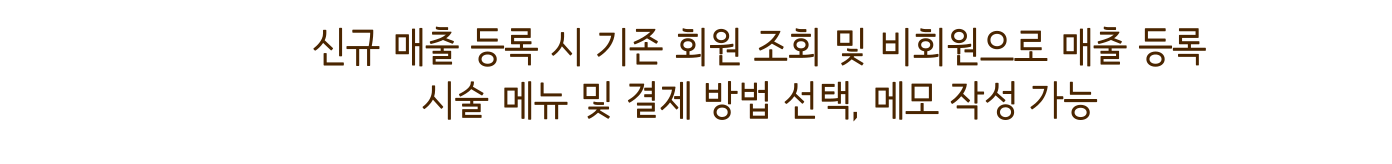 신규 매출 등록 시 기존 회원 조회 및 비회원으로 매출 등록
시술 메뉴 및 결제 방법 선택, 메모 작성 가능